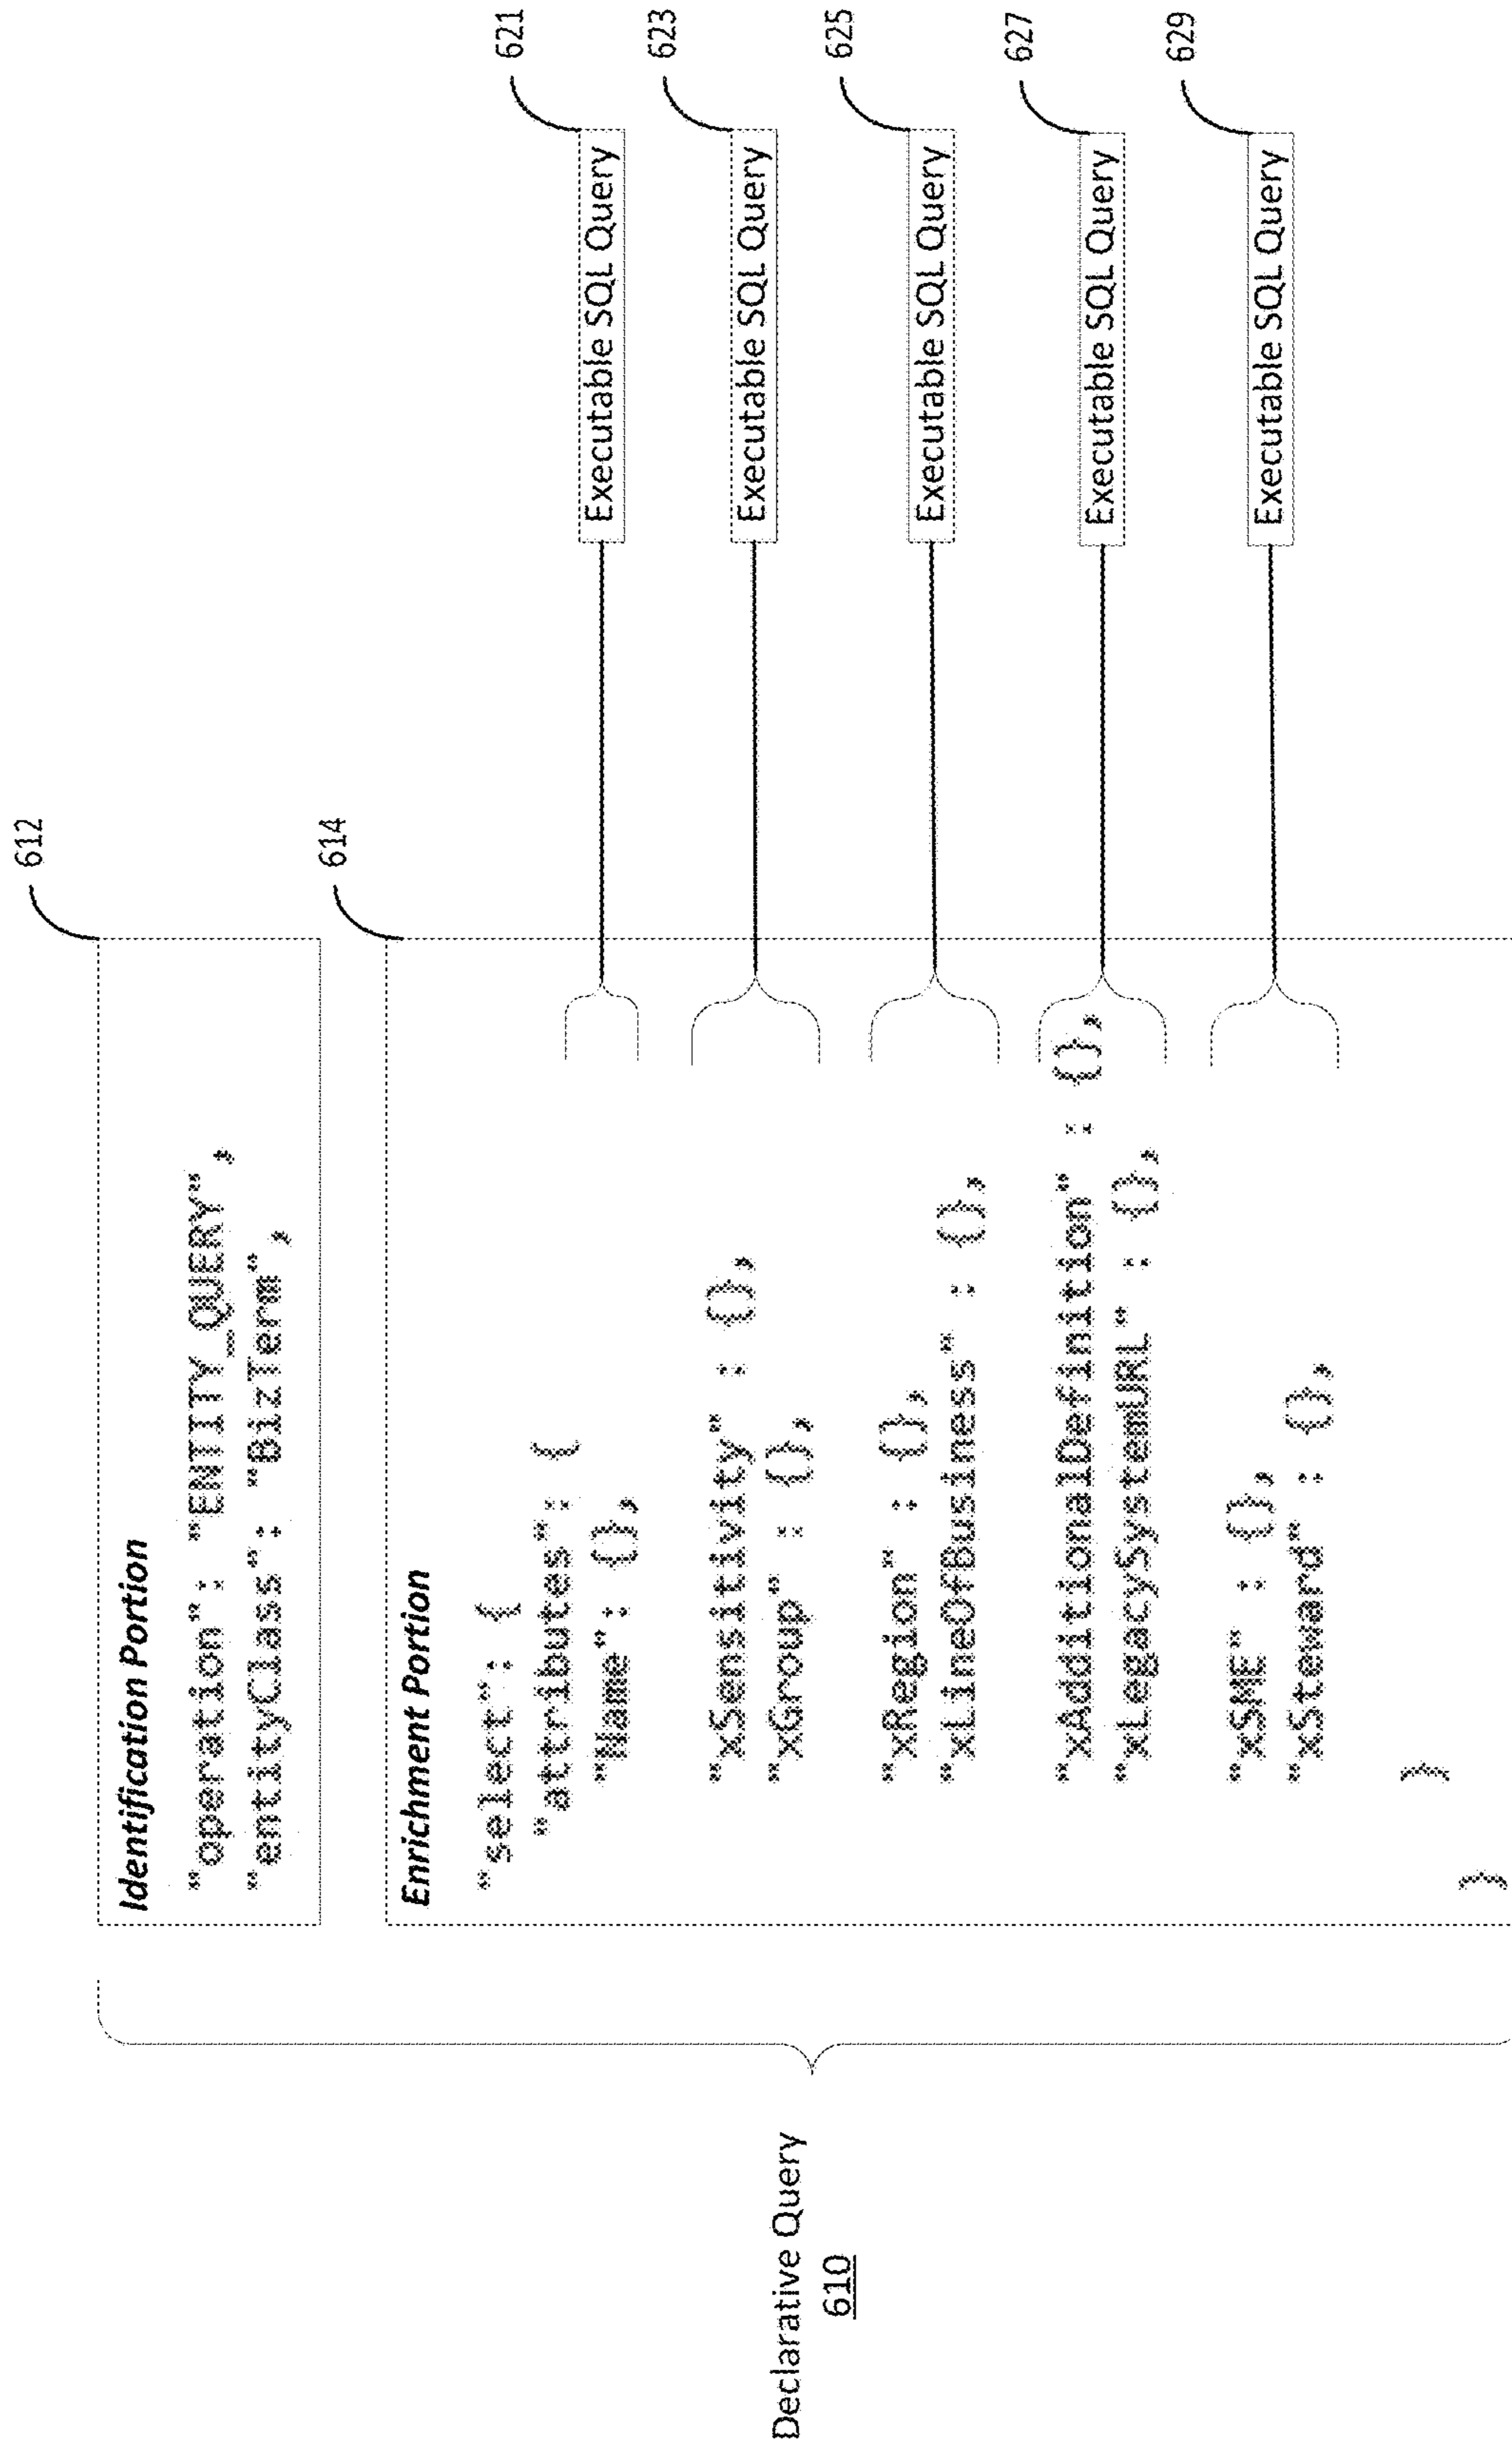 Declarative Query
610
612
Identification Portion
"operation": "ENTITY_QUERY",
"entityClass": "BizTerm",
614
Enrichment Portion
"select": {
"attributes": {
"Name": {},
"xSensitivity" : {},
"xGroup" : {},
"xRegion" : {},
"xLineOfBusiness" : {},
"xAdditionalDefinition" : {},
"xLegacySystemURL" : {},
"xSME" : {},
"xSteward" : {},
}
}
Executable SQL Query
621
Executable SQL Query
623
Executable SQL Query
625
Executable SQL Query
627
Executable SQL Query
629